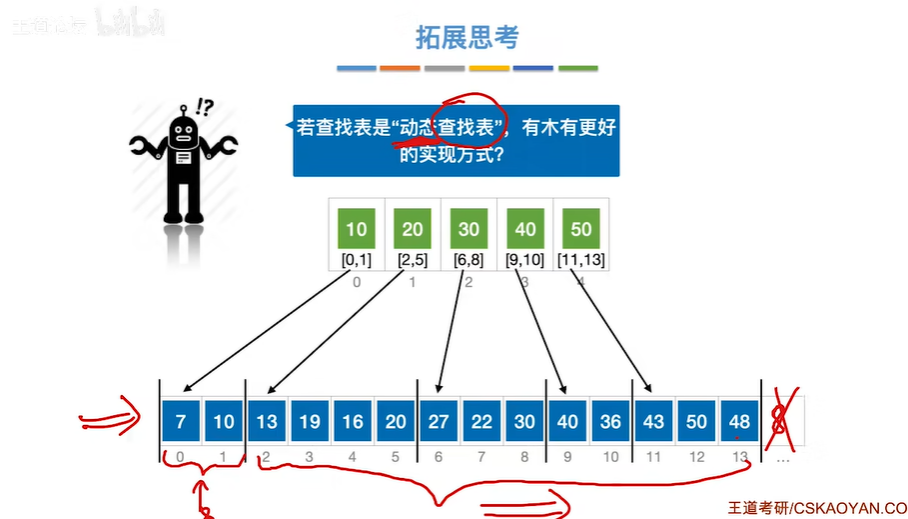 王道论坛 bilibili
拓展思考
!?
若查找表是“动态查找表”，有木有更好
的实现方式？
10 20 30 40 50
[0,1] [2,5] [6,8] [9,10] [11,13]
0 1 2 3 4
7 10 13 19 16 20 27 22 30 40 36 43 50 48 8
0 1 2 3 4 5 6 7 8 9 10 11 12 13 ...
8
王道考研/CSKAOYAN.CO